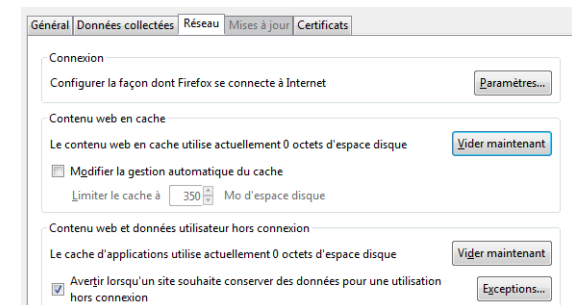 Général Données collectées Réseau Mises à jour Certificats
Connexion
Configurer la façon dont Firefox se connecte à Internet Paramètres...
Contenu web en cache
Le contenu web en cache utilise actuellement 0 octets d'espace disque Vider maintenant
Modifier la gestion automatique du cache
Limiter le cache à 350 Mo d'espace disque
Contenu web et données utilisateur hors connexion
Le cache d'applications utilise actuellement 0 octets d'espace disque Vider maintenant
Avertir lorsqu'un site souhaite conserver des données pour une utilisation
hors connexion Exceptions...